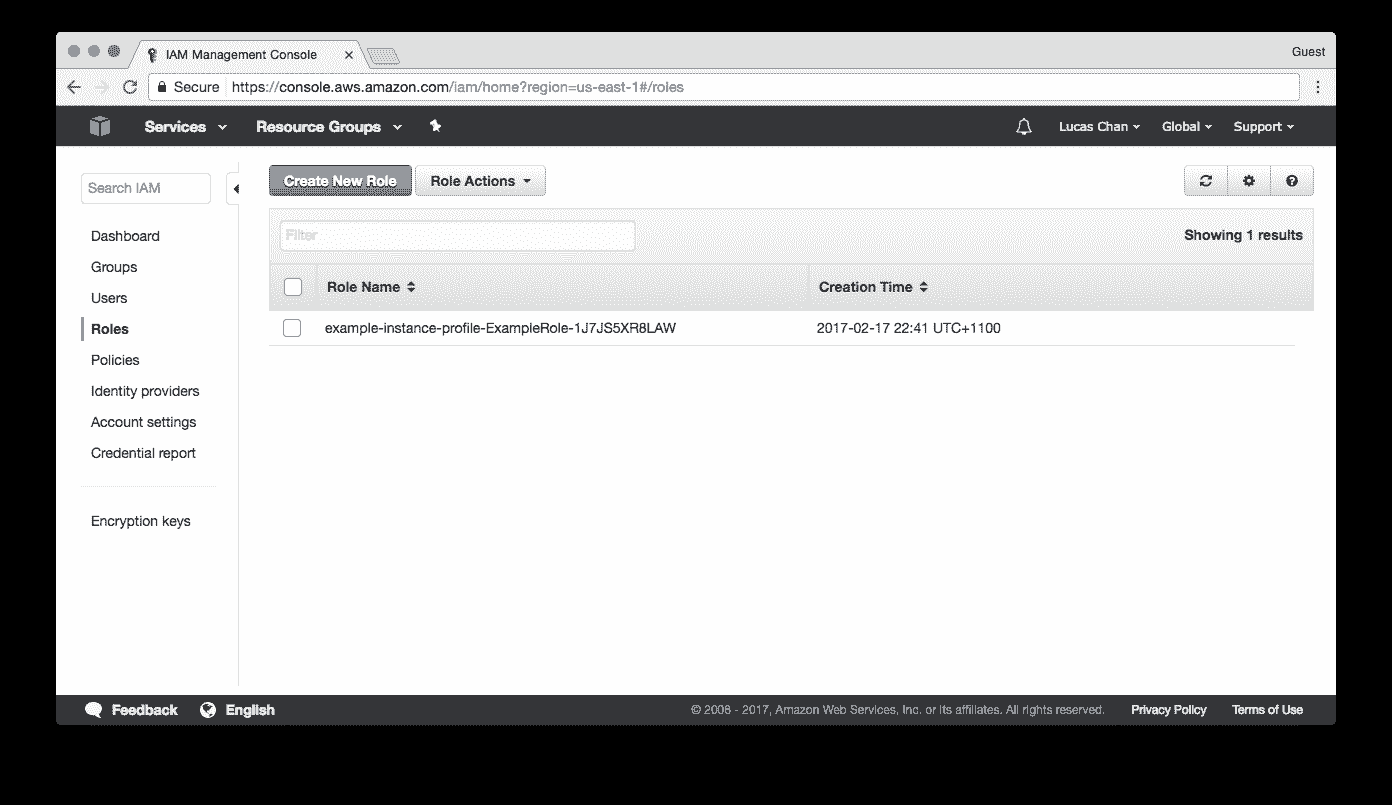 IAM Management Console
Guest
Secure https://console.aws.amazon.com/iam/home?region=us-east-1#/roles
Services Resource Groups Lucas Chan Global Support
Search IAM
Create New Role Role Actions
Dashboard
Groups
Users
Roles
Policies
Identity providers
Account settings
Credential report
Encryption keys
Filter
Showing 1 results
Role Name Creation Time
example-instance-profile-ExampleRole-1J7JS5XR8LAW 2017-02-17 22:41 UTC+1100
Feedback English © 2008 - 2017, Amazon Web Services, Inc. or its affiliates. All rights reserved. Privacy Policy Terms of Use